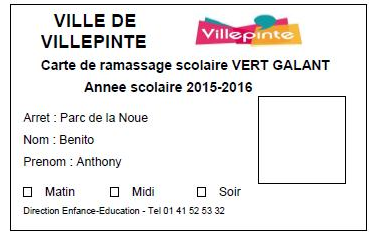 VILLE DE
VILLEPINTE
Villepinte
Carte de ramassage scolaire VERT GALANT
Annee scolaire 2015-2016
Arret : Parc de la Noue
Nom : Benito
Prenom : Anthony
Matin Midi Soir
Direction Enfance-Education - Tel 01 41 52 53 32